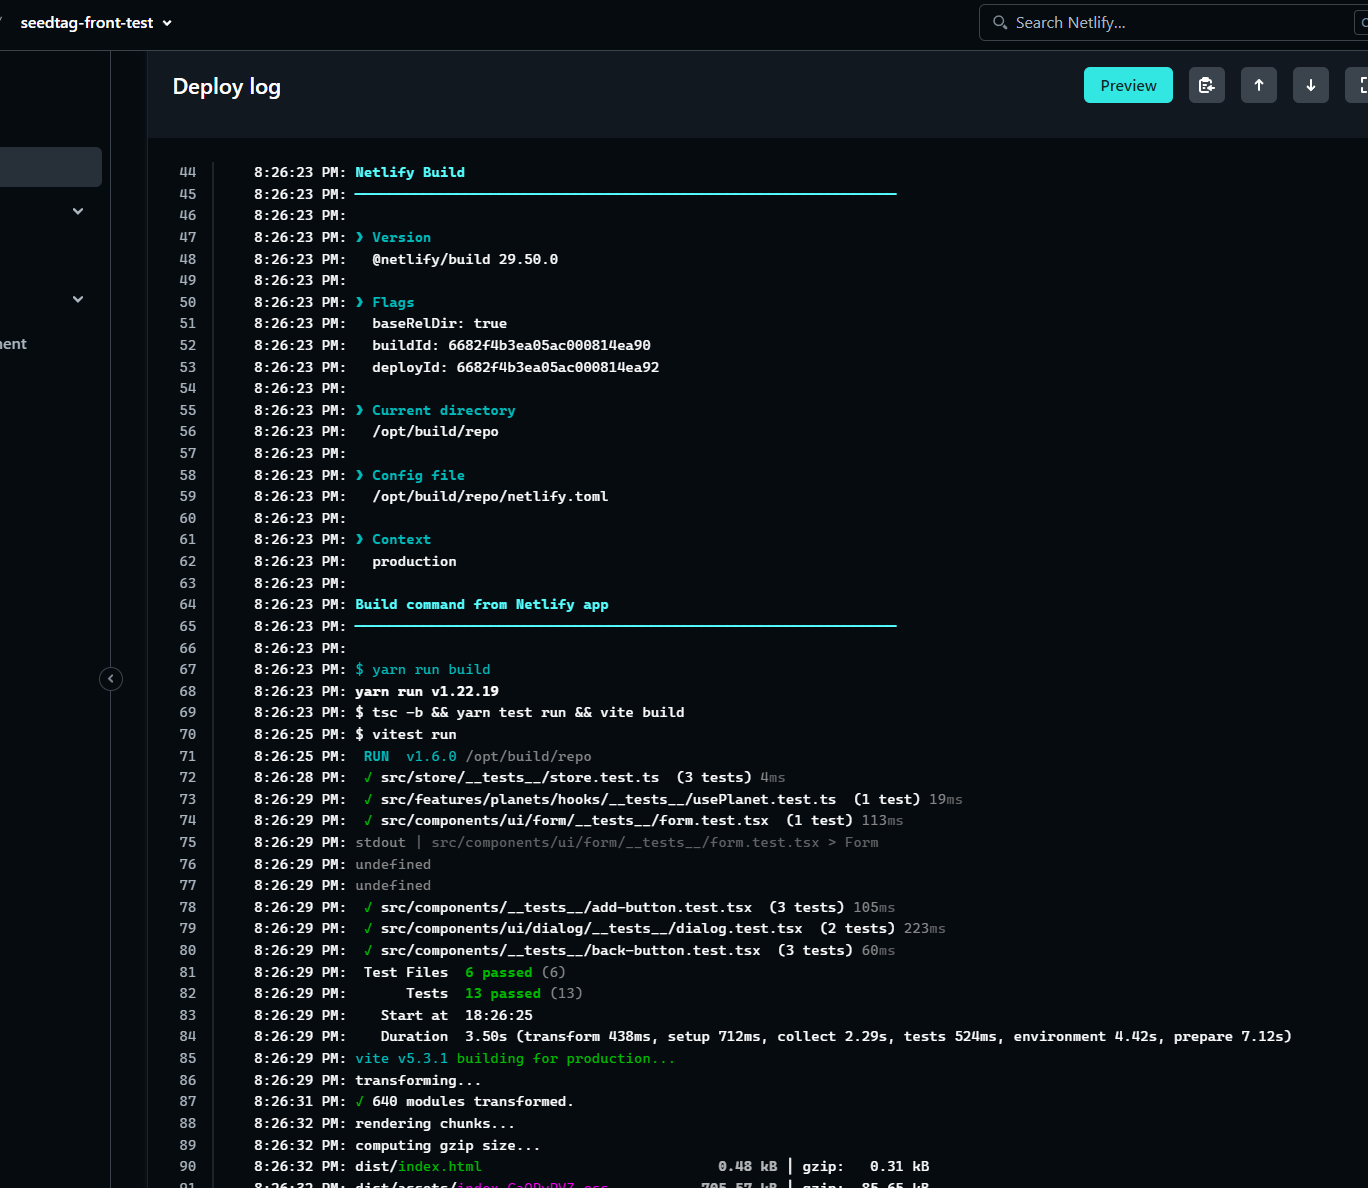 seedtag-front-test
Search Netlify...
Deploy log
Preview
44 8:26:23 PM: Netlify Build
45 8:26:23 PM: ────────────────────────────────────────────────────────────────
46 8:26:23 PM:
47 8:26:23 PM: ❯ Version
48 8:26:23 PM: @netlify/build 29.50.0
49 8:26:23 PM:
50 8:26:23 PM: ❯ Flags
51 8:26:23 PM: baseRelDir: true
52 8:26:23 PM: buildId: 6682f4b3ea05ac000814ea90
53 8:26:23 PM: deployId: 6682f4b3ea05ac000814ea92
54 8:26:23 PM:
55 8:26:23 PM: ❯ Current directory
56 8:26:23 PM: /opt/build/repo
57 8:26:23 PM:
58 8:26:23 PM: ❯ Config file
59 8:26:23 PM: /opt/build/repo/netlify.toml
60 8:26:23 PM:
61 8:26:23 PM: ❯ Context
62 8:26:23 PM: production
63 8:26:23 PM:
64 8:26:23 PM: Build command from Netlify app
65 8:26:23 PM: ────────────────────────────────────────────────────────────────
66 8:26:23 PM:
67 8:26:23 PM: $ yarn run build
68 8:26:23 PM: yarn run v1.22.19
69 8:26:23 PM: $ tsc -b && yarn test run && vite build
70 8:26:25 PM: $ vitest run
71 8:26:25 PM: RUN v1.6.0 /opt/build/repo
72 8:26:28 PM: ✓ src/store/__tests__/store.test.ts (3 tests) 4ms
73 8:26:29 PM: ✓ src/features/planets/hooks/__tests__/usePlanet.test.ts (1 test) 19ms
74 8:26:29 PM: ✓ src/components/ui/form/__tests__/form.test.tsx (1 test) 113ms
75 8:26:29 PM: stdout | src/components/ui/form/__tests__/form.test.tsx > Form
76 8:26:29 PM: undefined
77 8:26:29 PM: undefined
78 8:26:29 PM: ✓ src/components/__tests__/add-button.test.tsx (3 tests) 105ms
79 8:26:29 PM: ✓ src/components/ui/dialog/__tests__/dialog.test.tsx (2 tests) 223ms
80 8:26:29 PM: ✓ src/components/__tests__/back-button.test.tsx (3 tests) 60ms
81 8:26:29 PM: Test Files 6 passed (6)
82 8:26:29 PM: Tests 13 passed (13)
83 8:26:29 PM: Start at 18:26:25
84 8:26:29 PM: Duration 3.50s (transform 438ms, setup 712ms, collect 2.29s, tests 524ms, environment 4.42s, prepare 7.12s)
85 8:26:29 PM: vite v5.3.1 building for production...
86 8:26:29 PM: transforming...
87 8:26:31 PM: ✓ 640 modules transformed.
88 8:26:32 PM: rendering chunks...
89 8:26:32 PM: computing gzip size...
90 8:26:32 PM: dist/index.html 0.48 kB │ gzip: 0.31 kB